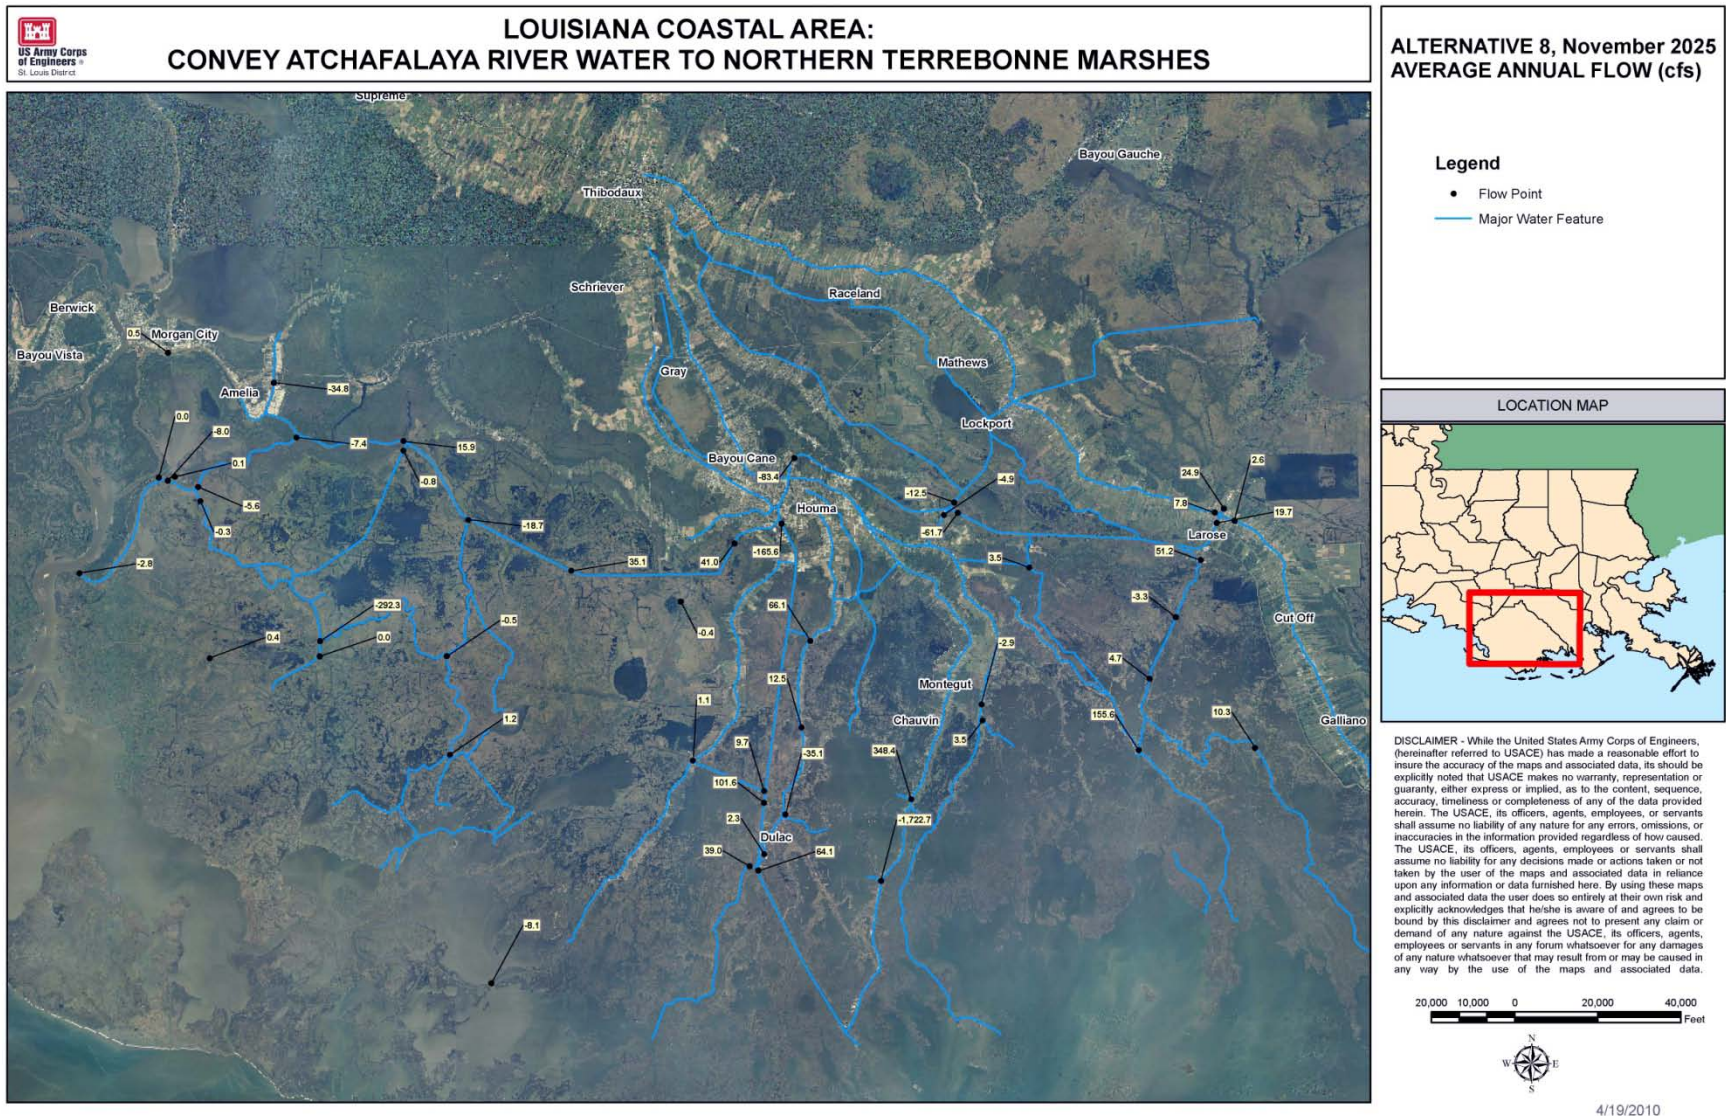 US Army Corps
of Engineers ®
St. Louis District
LOUISIANA COASTAL AREA:
CONVEY ATCHAFALAYA RIVER WATER TO NORTHERN TERREBONNE MARSHES
ALTERNATIVE 8, November 2025
AVERAGE ANNUAL FLOW (cfs)
Legend
Flow Point
Major Water Feature
LOCATION MAP
Supreme
Bayou Gauche
Thibodaux
Schriever
Raceland
Berwick
0.5
Morgan City
Bayou Vista
Mathews
Gray
Amelia
-34.8
0.0
-8.0
Lockport
-7.4
15.9
0.1
Bayou Cane
2.6
-83.4
24.9
-4.9
-0.8
-12.5
-5.6
7.8
Houma
19.7
-18.7
-0.3
-61.7
Larose
-165.6
51.2
-2.8
35.1
41.0
3.5
-3.3
-292.3
66.1
0.4
0.0
-0.5
-0.4
Cut Off
-2.9
4.7
12.5
Montegut
1.1
1.2
Chauvin
155.6
10.3
Galliano
9.7
-35.1
348.4
3.5
101.6
2.3
-1,722.7
Dulac
39.0
64.1
-8.1
DISCLAIMER - While the United States Army Corps of Engineers,
(hereinafter referred to USACE) has made a reasonable effort to
insure the accuracy of the maps and associated data, its should be
explicitly noted that USACE makes no warranty, representation or
guaranty, either express or implied, as to the content, sequence,
accuracy, timeliness or completeness of any of the data provided
herein. The USACE, its officers, agents, employees, or servants
shall assume no liability of any nature for any errors, omissions, or
inaccuracies in the information provided regardless of how caused.
The USACE, its officers, agents, employees or servants shall
assume no liability for any decisions made or actions taken or not
taken by the user of the maps and associated data in reliance
upon any information or data furnished here. By using these maps
and associated data the user does so entirely at their own risk and
explicitly acknowledges that he/she is aware of and agrees to be
bound by this disclaimer and agrees not to present any claim or
demand of any nature against the USACE, its officers, agents,
employees or servants in any forum whatsoever for any damages
of any nature whatsoever that may result from or may be caused in
any way by the use of the maps and associated data.
20,000 10,000 0 20,000 40,000
Feet
N
W E
S
4/19/2010